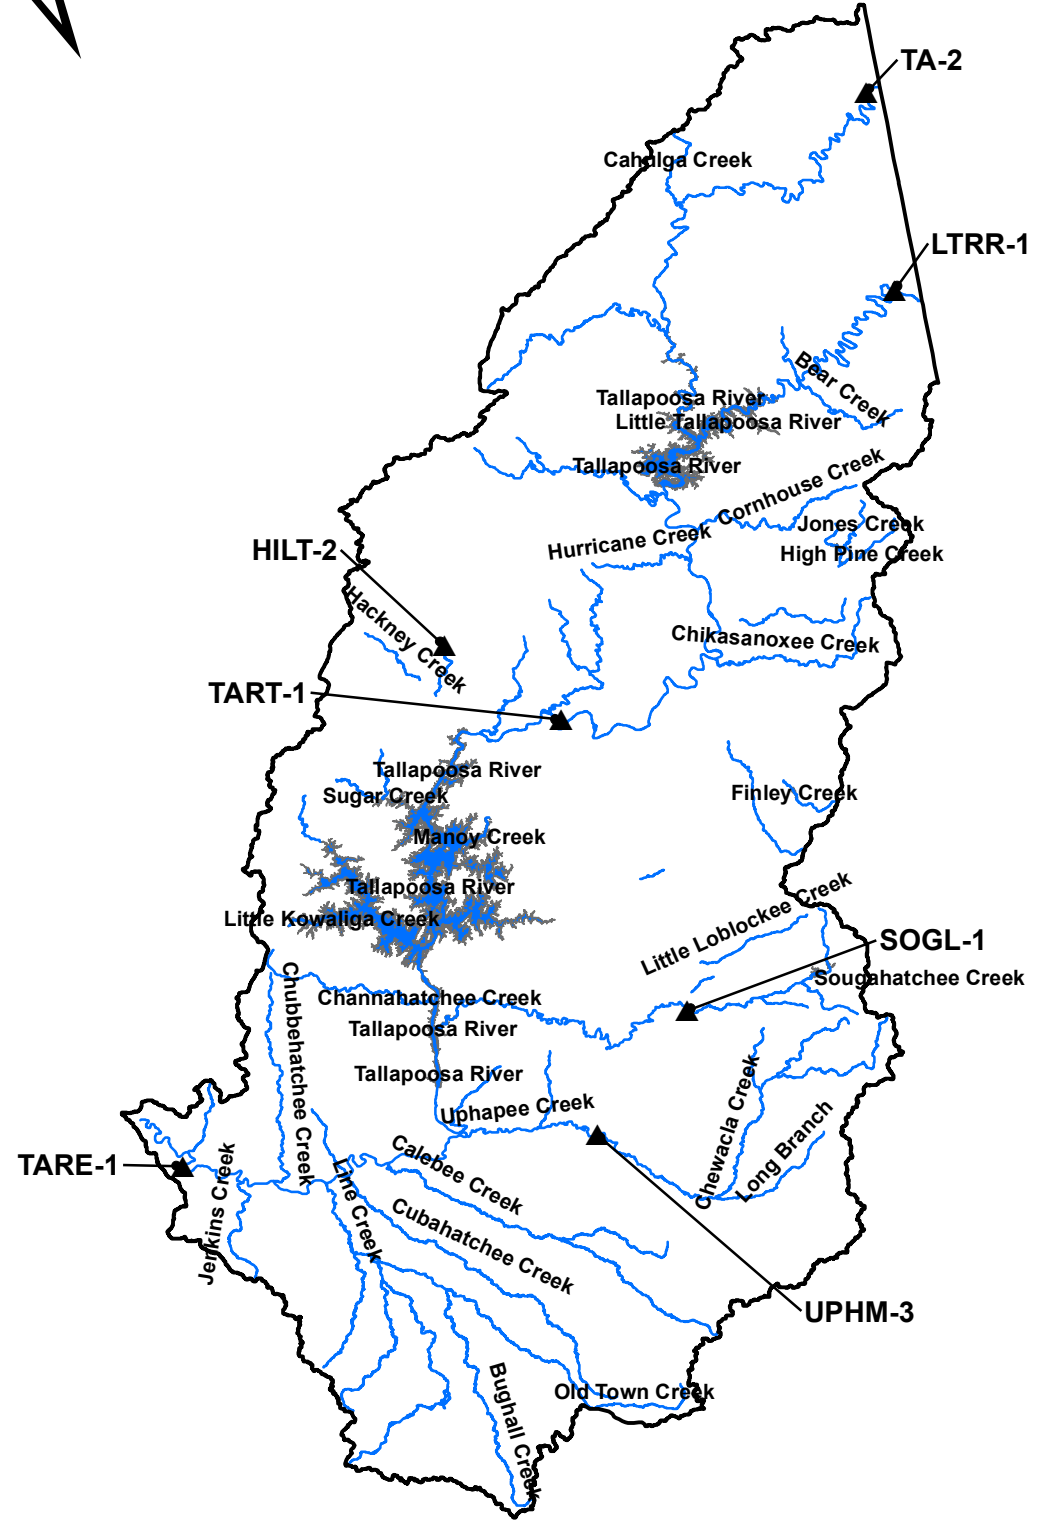 TA-2
Cahulga Creek
LTRR-1
Bear Creek
Tallapoosa River
Little Tallapoosa River
Tallapoosa River
Cornhouse Creek
Jones Creek
Hurricane Creek
High Pine Creek
HILT-2
Hackney Creek
Chikasanoxee Creek
TART-1
Tallapoosa River
Sugar Creek
Finley Creek
Manoy Creek
Tallapoosa River
Little Kowaliga Creek
Little Loblockee Creek
SOGL-1
Sougahatchee Creek
Chubbehatchee Creek
Channahatchee Creek
Tallapoosa River
Tallapoosa River
Uphapee Creek
Chewacla Creek
Long Branch
TARE-1
Jenkins Creek
Line Creek
Calebee Creek
Cubahatchee Creek
UPHM-3
Old Town Creek
Bughall Creek